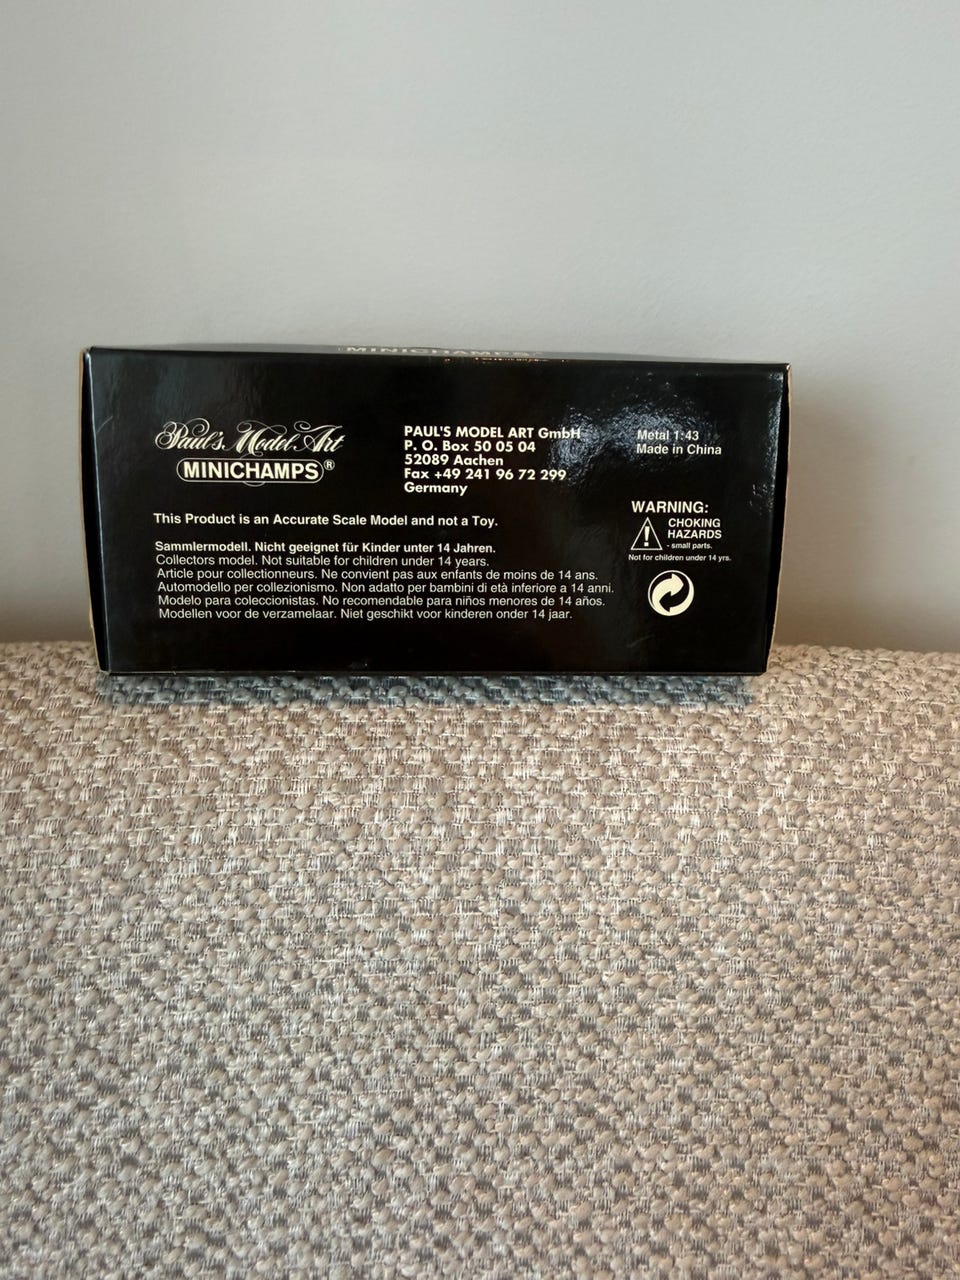 MINICHAMPS
Paul's Model Art
MINICHAMPS®
PAUL'S MODEL ART GmbH
P. O. Box 50 05 04
52089 Aachen
Fax +49 241 96 72 299
Germany
Metal 1:43
Made in China
This Product is an Accurate Scale Model and not a Toy.
Sammlermodell. Nicht geeignet für Kinder unter 14 Jahren.
Collectors model. Not suitable for children under 14 years.
Article pour collectionneurs. Ne convient pas aux enfants de moins de 14 ans.
Automodello per collezionismo. Non adatto per bambini di età inferiore a 14 anni.
Modelo para coleccionistas. No recomendable para niños menores de 14 años.
Modellen voor de verzamelaar. Niet geschikt voor kinderen onder 14 jaar.
WARNING:
CHOKING
HAZARDS
- small parts.
Not for children under 14 yrs.